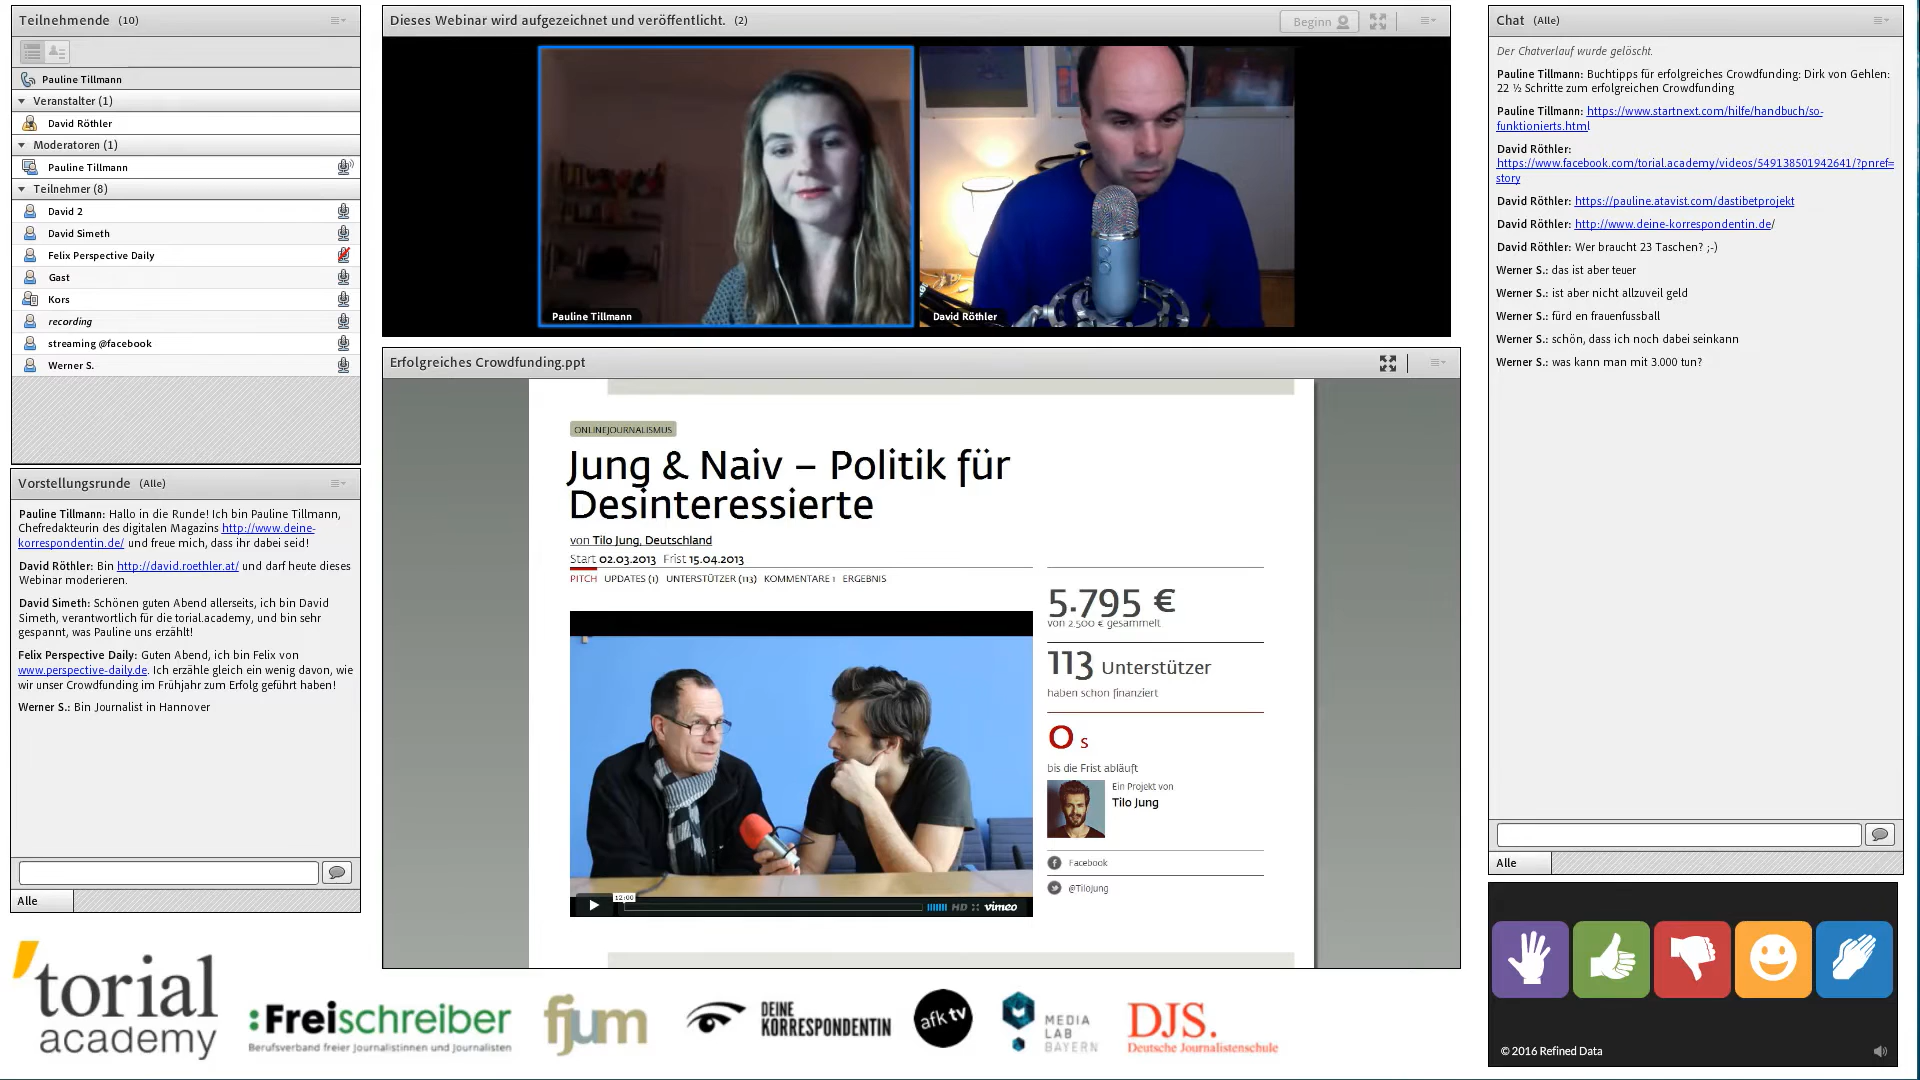 Teilnehmende (10)
Pauline Tillmann
Veranstalter (1)
David Röthler
Moderatoren (1)
Pauline Tillmann
Teilnehmer (8)
David 2
David Simeth
Felix Perspective Daily
Gast
Kors
recording
streaming @facebook
Werner S.
Vorstellungsrunde (Alle)
Pauline Tillmann: Hallo in die Runde! Ich bin Pauline Tillmann,
Chefredakteurin des digitalen Magazins http://www.deine-
korrespondentin.de/ und freue mich, dass ihr dabei seid!
David Röthler: Bin http://david.roethler.at/ und darf heute dieses
Webinar moderieren.
David Simeth: Schönen guten Abend allerseits, ich bin David
Simeth, verantwortlich für die torial.academy, und bin sehr
gespannt, was Pauline uns erzählt!
Felix Perspective Daily: Guten Abend, ich bin Felix von
www.perspective-daily.de. Ich erzähle gleich ein wenig davon, wie
wir unser Crowdfunding im Frühjahr zum Erfolg geführt haben!
Werner S.: Bin Journalist in Hannover
Alle
Dieses Webinar wird aufgezeichnet und veröffentlicht. (2)
Beginn
Pauline Tillmann
David Röthler
Erfolgreiches Crowdfunding.ppt
ONLINEJOURNALISMUS
Jung & Naiv – Politik für
Desinteressierte
von Tilo Jung, Deutschland
Start 02.03.2013 Frist 15.04.2013
PITCH UPDATES (1) UNTERSTÜTZER (113) KOMMENTARE 1 ERGEBNIS
12:00
HD
vimeo
5.795 €
von 2.500 € gesammelt
113 Unterstützer
haben schon finanziert
0 s
bis die Frist abläuft
Ein Projekt von
Tilo Jung
Facebook
@TiloJung
Chat (Alle)
Der Chatverlauf wurde gelöscht.
Pauline Tillmann: Buchtipps für erfolgreiches Crowdfunding: Dirk von Gehlen:
22 ½ Schritte zum erfolgreichen Crowdfunding
Pauline Tillmann: https://www.startnext.com/hilfe/handbuch/so-
funktionierts.html
David Röthler:
https://www.facebook.com/torial.academy/videos/549138501942641/?pnref=
story
David Röthler: https://pauline.atavist.com/dastibetprojekt
David Röthler: http://www.deine-korrespondentin.de/
David Röthler: Wer braucht 23 Taschen? ;-)
Werner S.: das ist aber teuer
Werner S.: ist aber nicht allzuveil geld
Werner S.: fürd en frauenfussball
Werner S.: schön, dass ich noch dabei seinkann
Werner S.: was kann man mit 3.000 tun?
Alle
© 2016 Refined Data
'torial
academy
:Freischreiber
Berufsverband freier Journalistinnen und Journalisten
fjum
DEINE
KORRESPONDENTIN
afk tv
MEDIA
LAB
BAYERN
DJS.
Deutsche Journalistenschule